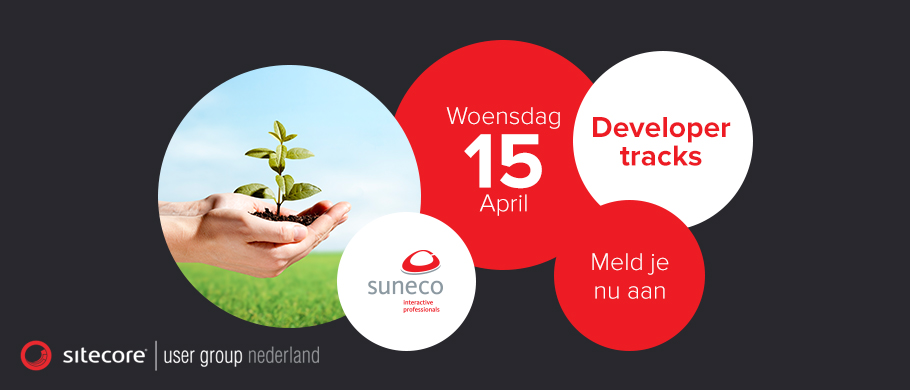 Woensdag
15
April
Developer
tracks
Meld je
nu aan
suneco
interactive
professionals
sitecore® | user group nederland